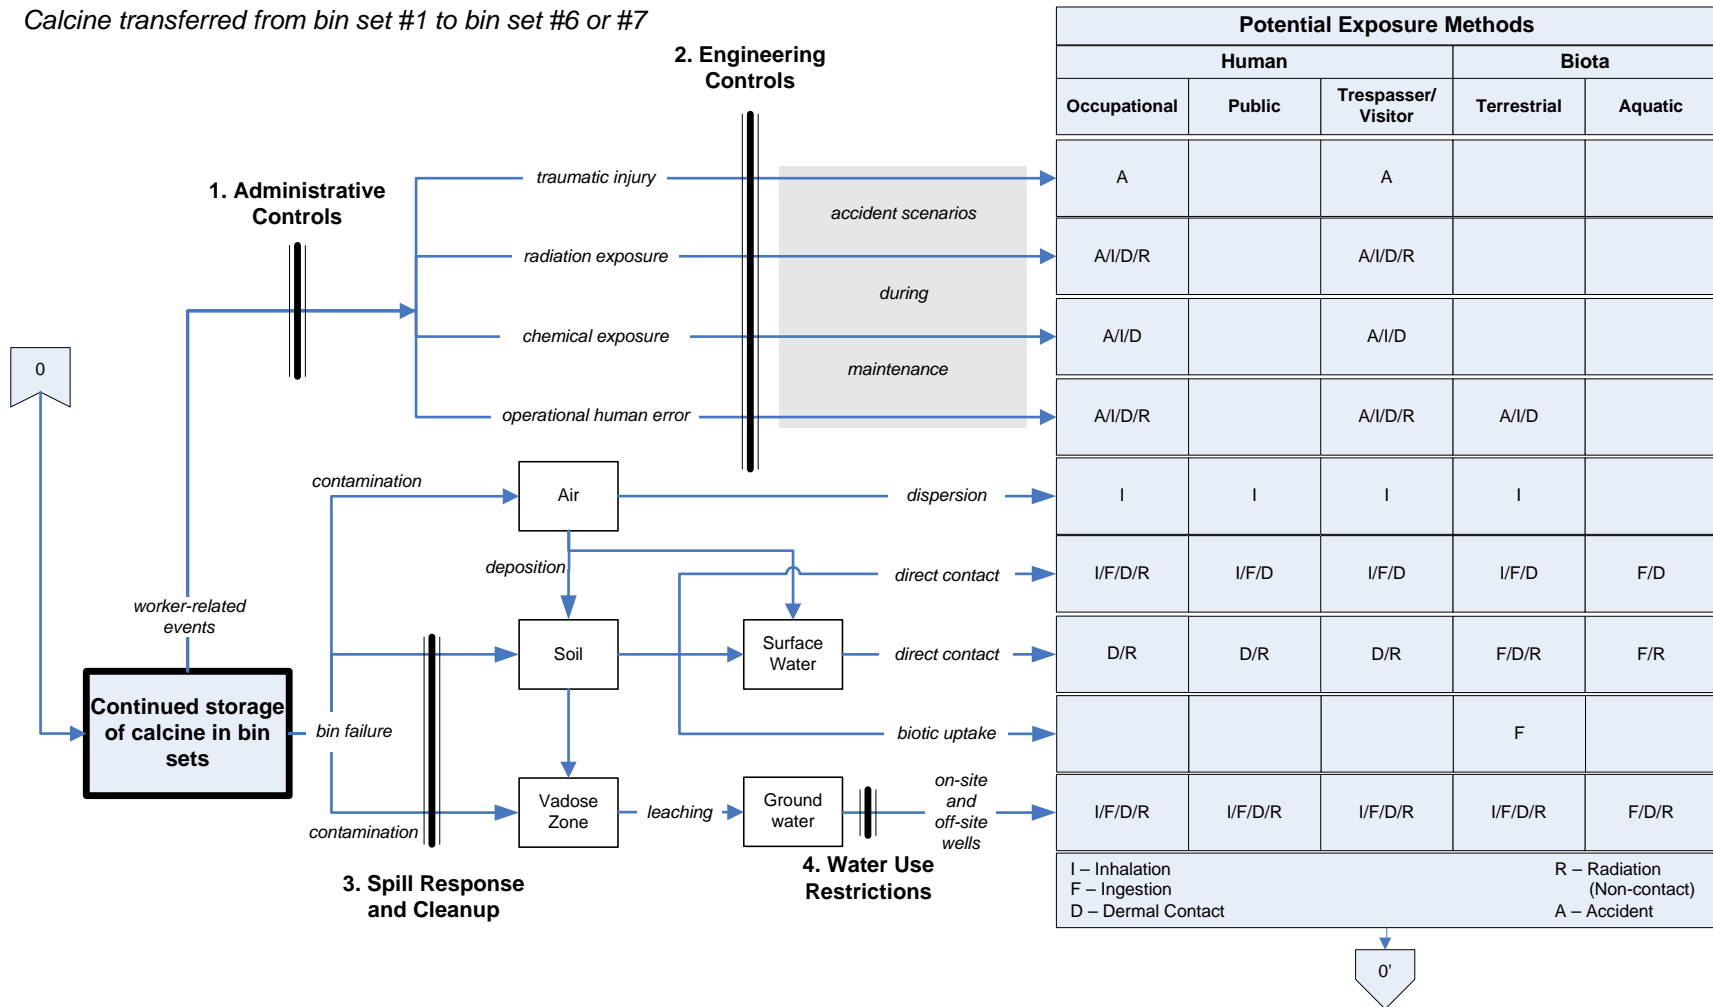 Calcine transferred from bin set #1 to bin set #6 or #7
Potential Exposure Methods
Human
Biota
Occupational
Public
Trespasser/
Visitor
Terrestrial
Aquatic
2. Engineering
Controls
1. Administrative
Controls
traumatic injury
A
A
accident scenarios
radiation exposure
A/I/D/R
A/I/D/R
during
chemical exposure
A/I/D
A/I/D
maintenance
0
operational human error
A/I/D/R
A/I/D/R
A/I/D
contamination
Air
dispersion
I
I
I
I
deposition
direct contact
I/F/D/R
I/F/D
I/F/D
I/F/D
F/D
worker-related
events
Soil
Surface
Water
direct contact
D/R
D/R
D/R
F/D/R
F/R
Continued storage
of calcine in bin
sets
bin failure
biotic uptake
F
contamination
Vadose
Zone
leaching
Ground
water
on-site
and
off-site
wells
I/F/D/R
I/F/D/R
I/F/D/R
I/F/D/R
F/D/R
3. Spill Response
and Cleanup
4. Water Use
Restrictions
I – Inhalation
F – Ingestion
D – Dermal Contact
R – Radiation
(Non-contact)
A – Accident
0'